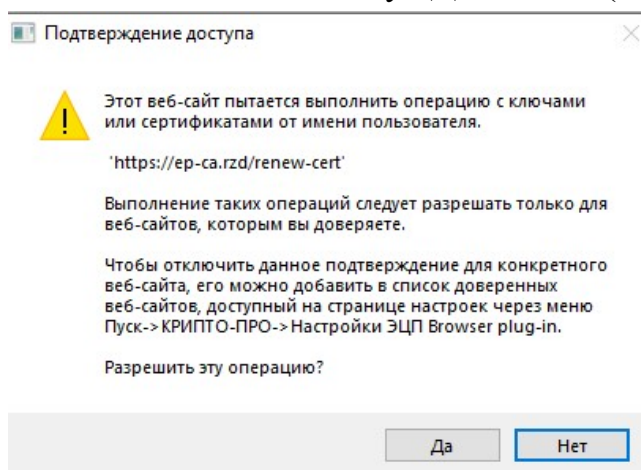 Подтверждение доступа
Этот веб-сайт пытается выполнить операцию с ключами
или сертификатами от имени пользователя.
'https://ep-ca.rzd/renew-cert'
Выполнение таких операций следует разрешать только для
веб-сайтов, которым вы доверяете.
Чтобы отключить данное подтверждение для конкретного
веб-сайта, его можно добавить в список доверенных
веб-сайтов, доступный на странице настроек через меню
Пуск->КРИПТО-ПРО->Настройки ЭЦП Browser plug-in.
Разрешить эту операцию?
Да
Нет